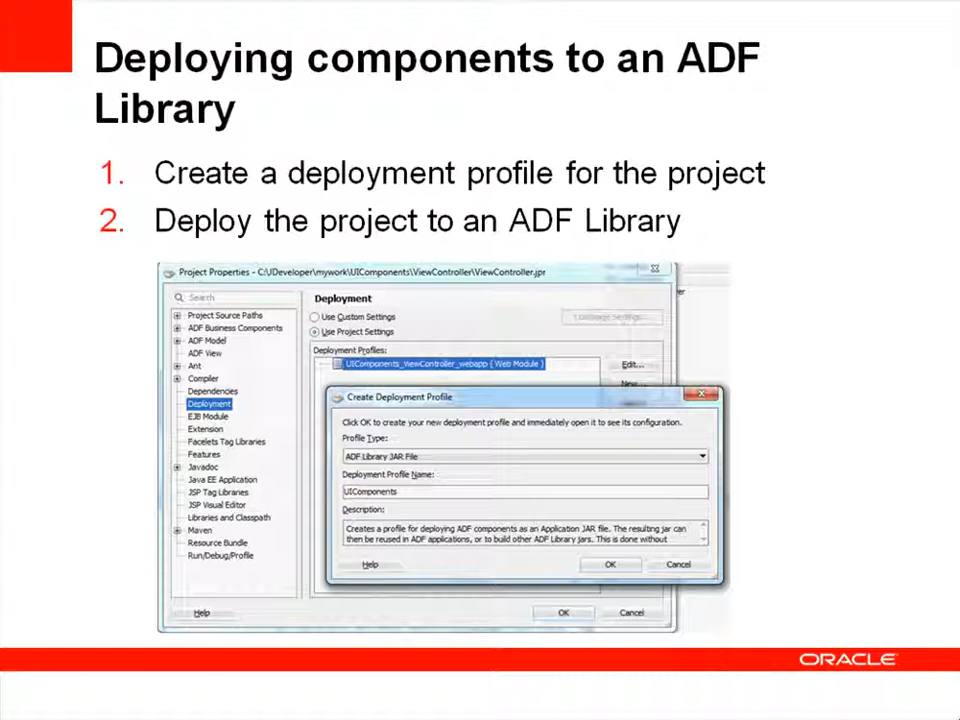 Deploying components to an ADF
Library
1. Create a deployment profile for the project
2. Deploy the project to an ADF Library
Project Properties - C:\JDeveloper\mywork\UIComponents\ViewController\ViewController.jpr
Search
Project Source Paths
ADF Business Components
ADF Model
ADF View
Ant
Compiler
Dependencies
Deployment
EJB Module
Extension
Facelets Tag Libraries
Features
Javadoc
Java EE Application
JSP Tag Libraries
JSP Visual Editor
Libraries and Classpath
Maven
Resource Bundle
Run/Debug/Profile
Help
Deployment
Use Custom Settings
Use Project Settings
Deployment Profiles:
UIComponents_ViewController_webapp (Web Module)
Edit...
New...
Create Deployment Profile
Click OK to create your new deployment profile and immediately open it to see its configuration.
Profile Type:
ADF Library JAR File
Deployment Profile Name:
UIComponents
Description:
Creates a profile for deploying ADF components as an Application JAR file. The resulting jar can
then be reused in ADF applications, or to build other ADF Library jars. This is done without
Help OK Cancel
OK Cancel
ORACLE